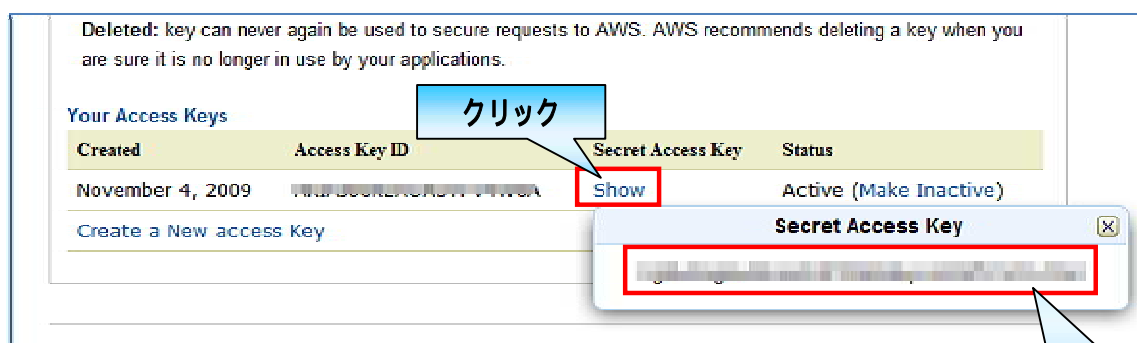 Deleted: key can never again be used to secure requests to AWS. AWS recommends deleting a key when you
are sure it is no longer in use by your applications.
Your Access Keys
クリック
Created Access Key ID Secret Access Key Status
November 4, 2009 Show Active (Make Inactive)
Create a New access Key
Secret Access Key